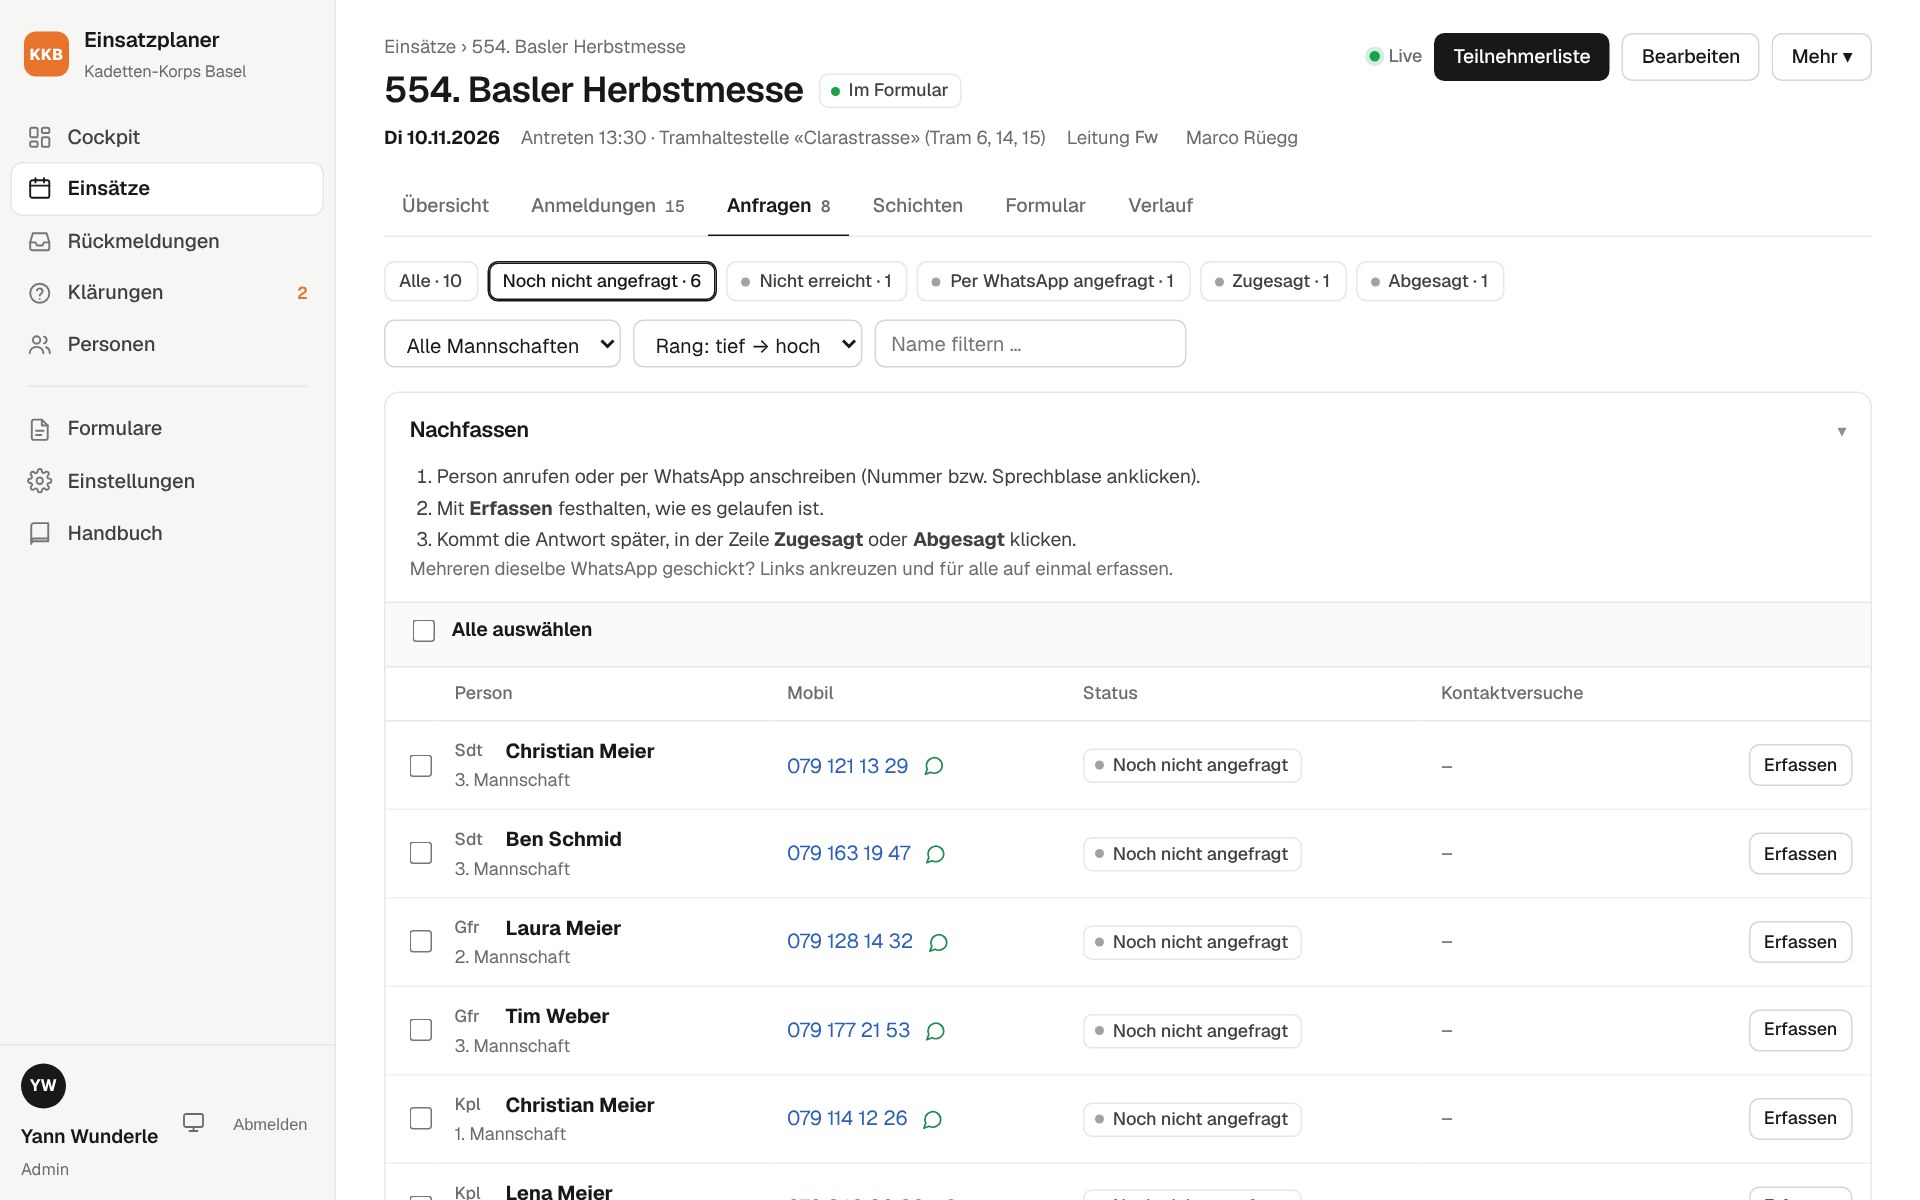 KKB
Einsatzplaner
Kadetten-Korps Basel
Cockpit
Einsätze
Rückmeldungen
Klärungen 2
Personen
Formulare
Einstellungen
Handbuch
YW
Yann Wunderle
Admin
Abmelden
Einsätze › 554. Basler Herbstmesse
554. Basler Herbstmesse Im Formular
Live Teilnehmerliste Bearbeiten Mehr ▾
Di 10.11.2026 Antreten 13:30 · Tramhaltestelle «Clarastrasse» (Tram 6, 14, 15) Leitung Fw Marco Rüegg
Übersicht Anmeldungen 15 Anfragen 8 Schichten Formular Verlauf
Alle · 10 Noch nicht angefragt · 6 Nicht erreicht · 1 Per WhatsApp angefragt · 1 Zugesagt · 1 Abgesagt · 1
Alle Mannschaften Rang: tief → hoch Name filtern …
Nachfassen ▾
1. Person anrufen oder per WhatsApp anschreiben (Nummer bzw. Sprechblase anklicken).
2. Mit Erfassen festhalten, wie es gelaufen ist.
3. Kommt die Antwort später, in der Zeile Zugesagt oder Abgesagt klicken.
Mehreren dieselbe WhatsApp geschickt? Links ankreuzen und für alle auf einmal erfassen.
Alle auswählen
Person Mobil Status Kontaktversuche
Sdt Christian Meier 079 121 13 29 Noch nicht angefragt – Erfassen
3. Mannschaft
Sdt Ben Schmid 079 163 19 47 Noch nicht angefragt – Erfassen
3. Mannschaft
Gfr Laura Meier 079 128 14 32 Noch nicht angefragt – Erfassen
2. Mannschaft
Gfr Tim Weber 079 177 21 53 Noch nicht angefragt – Erfassen
3. Mannschaft
Kpl Christian Meier 079 114 12 26 Noch nicht angefragt – Erfassen
1. Mannschaft
Kpl Lena Meier